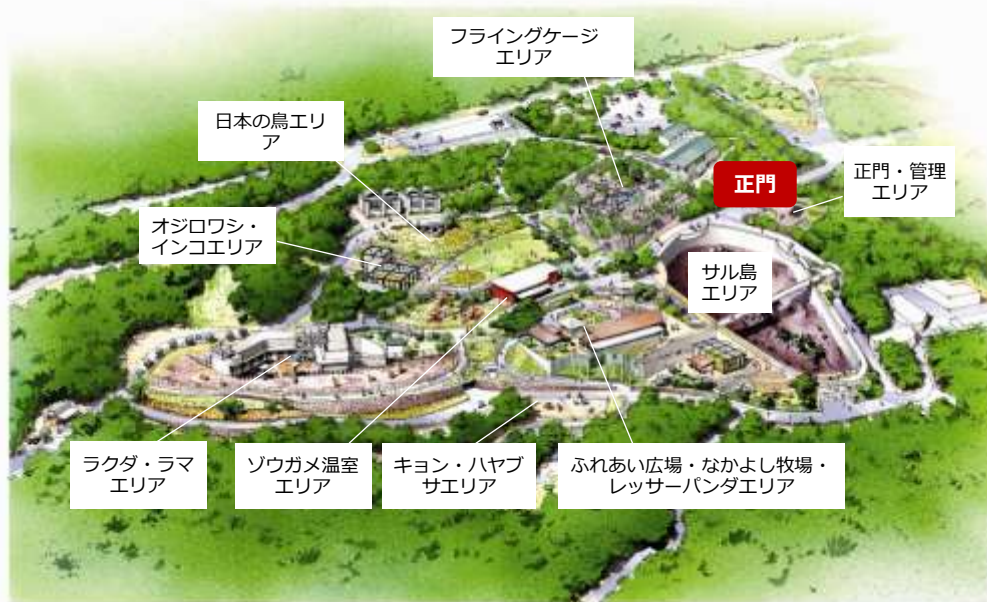 フライングケージ
エリア
日本の鳥エリ
ア
正門
正門・管理
エリア
オジロワシ・
インコエリア
サル島
エリア
ラクダ・ラマ
エリア
ゾウガメ温室
エリア
キョン・ハヤブ
サエリア
ふれあい広場・なかよし牧場・
レッサーパンダエリア